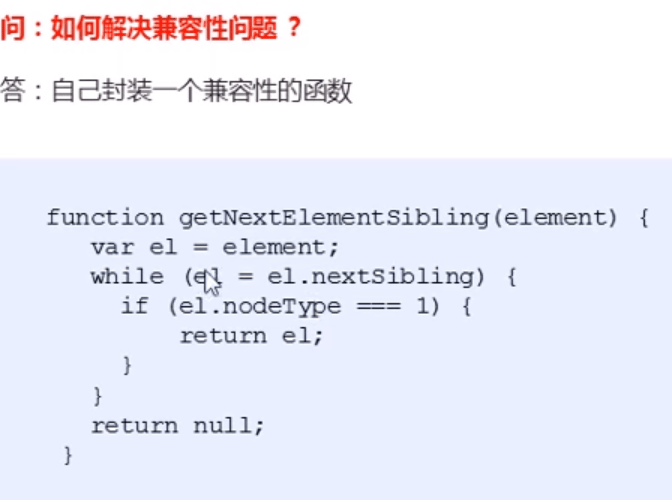 问：如何解决兼容性问题 ？
答：自己封装一个兼容性的函数
function getNextElementSibling(element) {
var el = element;
while (el = el.nextSibling) {
if (el.nodeType === 1) {
return el;
}
}
return null;
}